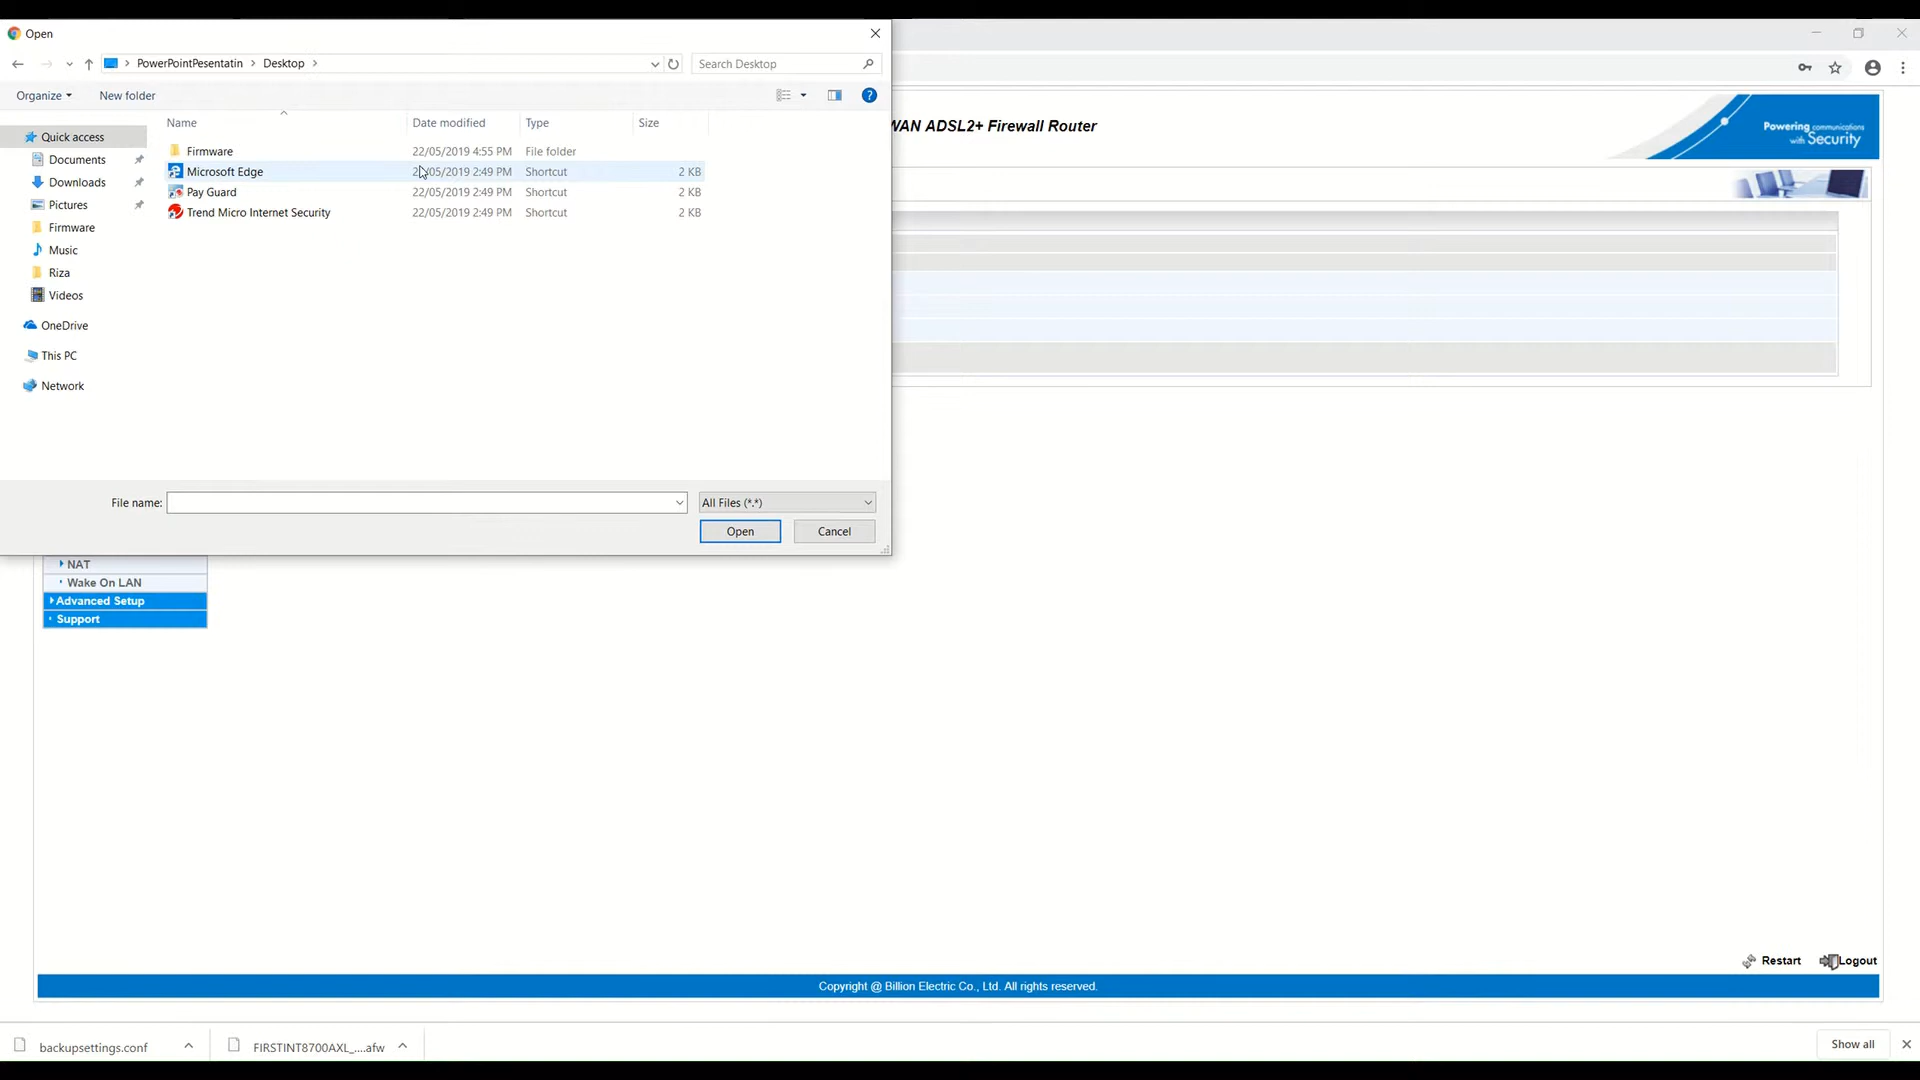 Open
PowerPointPesentatin > Desktop >
Search Desktop
Organize
New folder
Name
Date modified
Type
Size
Quick access
Documents
Downloads
Pictures
Firmware
Music
Riza
Videos
OneDrive
This PC
Network
Firmware 22/05/2019 4:55 PM File folder
Microsoft Edge 22/05/2019 2:49 PM Shortcut 2 KB
Pay Guard 22/05/2019 2:49 PM Shortcut 2 KB
Trend Micro Internet Security 22/05/2019 2:49 PM Shortcut 2 KB
File name:
All Files (*.*)
Open
Cancel
WAN ADSL2+ Firewall Router
Powering communications
with Security
NAT
Wake On LAN
Advanced Setup
Support
Restart
Logout
Copyright @ Billion Electric Co., Ltd. All rights reserved.
backupsettings.conf
FIRSTINT8700AXL_....afw
Show all